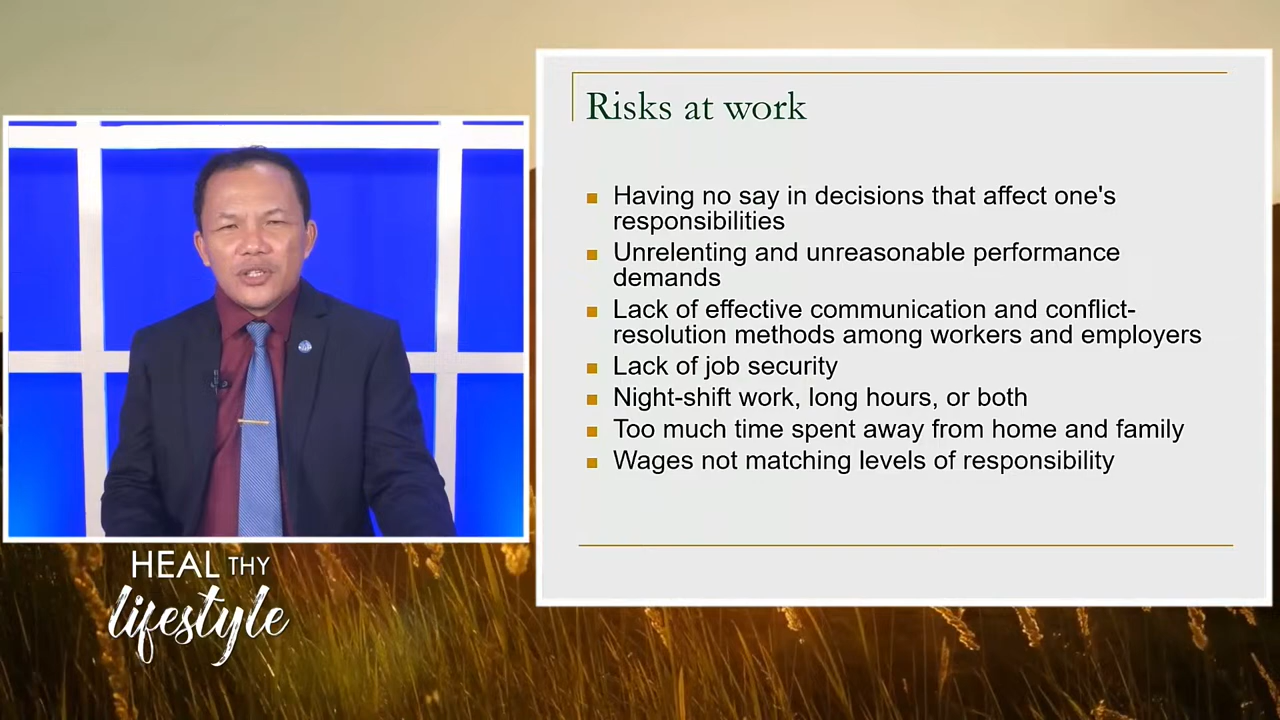 Risks at work
Having no say in decisions that affect one's
responsibilities
Unrelenting and unreasonable performance
demands
Lack of effective communication and conflict-
resolution methods among workers and employers
Lack of job security
Night-shift work, long hours, or both
Too much time spent away from home and family
Wages not matching levels of responsibility
HEAL THY
lifestyle